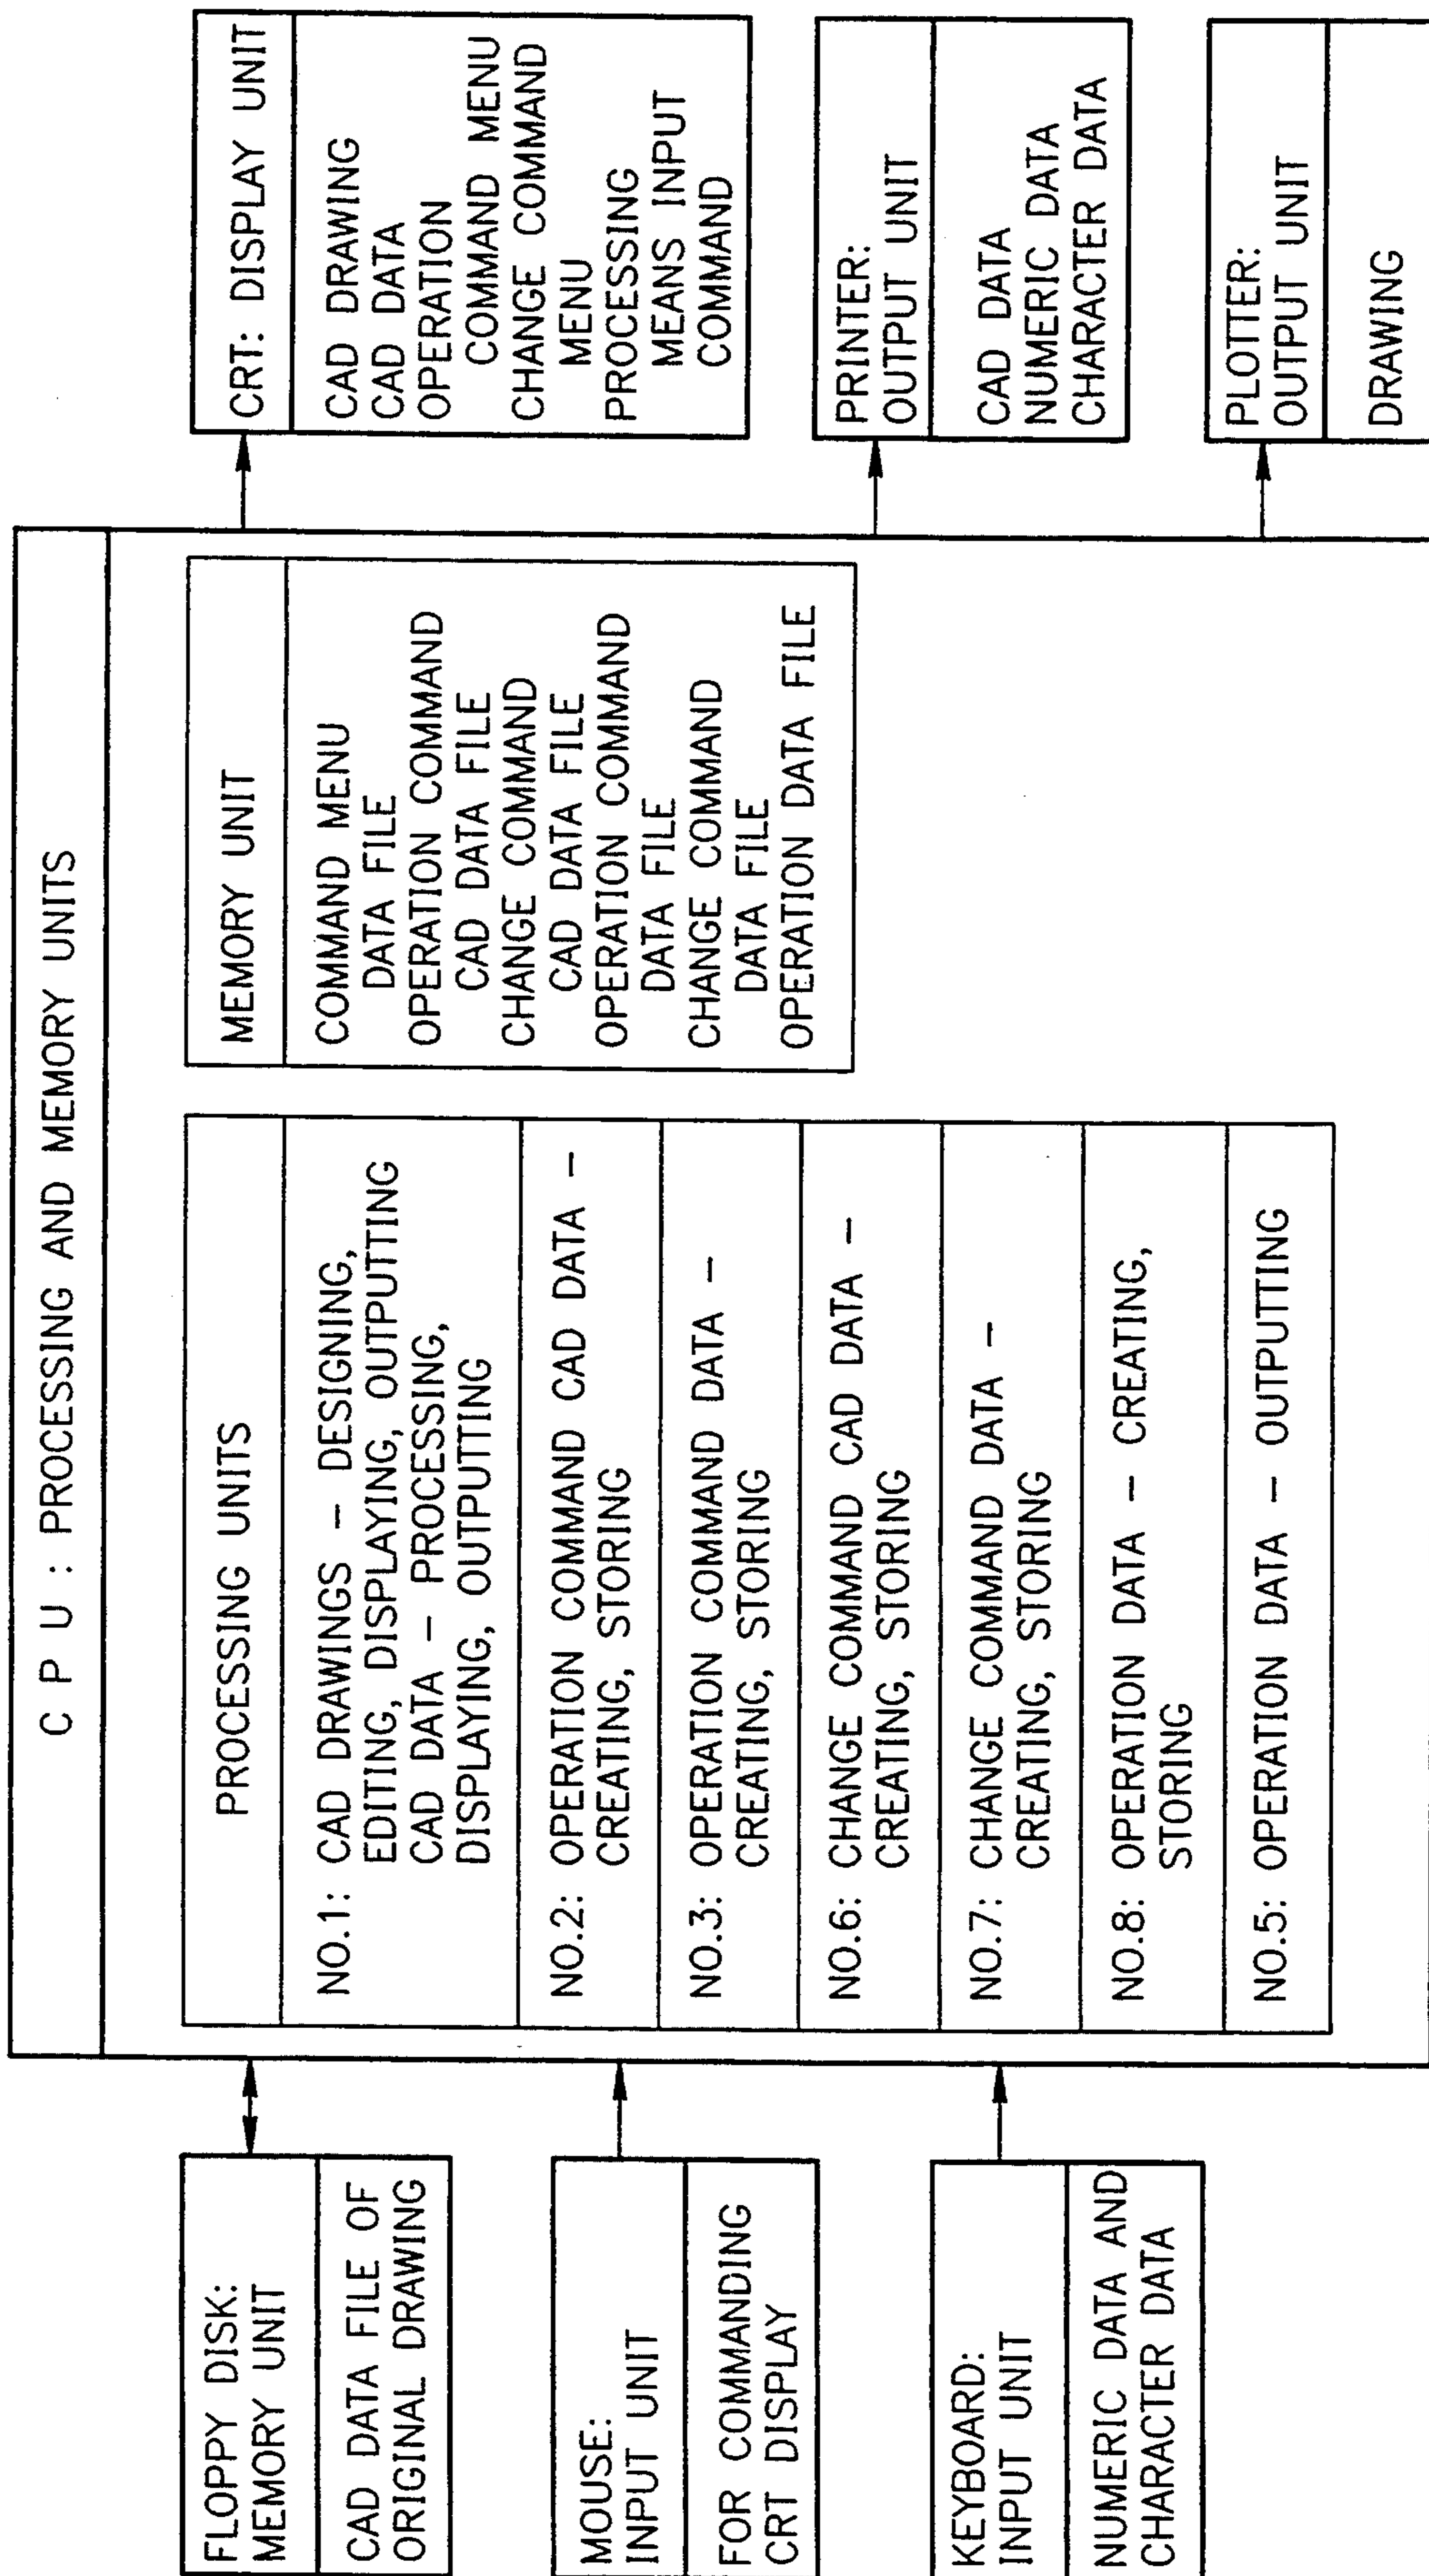 C P U : PROCESSING AND MEMORY UNITS
FLOPPY DISK:
MEMORY UNIT
CAD DATA FILE OF
ORIGINAL DRAWING
MOUSE:
INPUT UNIT
FOR COMMANDING
CRT DISPLAY
KEYBOARD:
INPUT UNIT
NUMERIC DATA AND
CHARACTER DATA
PROCESSING UNITS
NO.1: CAD DRAWINGS – DESIGNING,
EDITING, DISPLAYING, OUTPUTTING
CAD DATA – PROCESSING,
DISPLAYING, OUTPUTTING
NO.2: OPERATION COMMAND CAD DATA –
CREATING, STORING
NO.3: OPERATION COMMAND DATA –
CREATING, STORING
NO.6: CHANGE COMMAND CAD DATA –
CREATING, STORING
NO.7: CHANGE COMMAND DATA –
CREATING, STORING
NO.8: OPERATION DATA – CREATING,
STORING
NO.5: OPERATION DATA – OUTPUTTING
MEMORY UNIT
COMMAND MENU
DATA FILE
OPERATION COMMAND
CAD DATA FILE
CHANGE COMMAND
CAD DATA FILE
OPERATION COMMAND
DATA FILE
CHANGE COMMAND
DATA FILE
OPERATION DATA FILE
CRT: DISPLAY UNIT
CAD DRAWING
CAD DATA
OPERATION
COMMAND MENU
CHANGE COMMAND
MENU
PROCESSING
MEANS INPUT
COMMAND
PRINTER:
OUTPUT UNIT
CAD DATA
NUMERIC DATA
CHARACTER DATA
PLOTTER:
OUTPUT UNIT
DRAWING